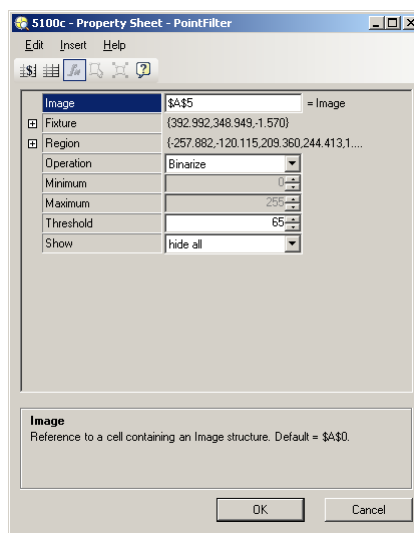 5100c - Property Sheet - PointFilter
Edit Insert Help
Image $A$5 = Image
Fixture {392.992,348.949,-1.570}
Region {-257.882,-120.115,209.360,244.413,1....
Operation Binarize
Minimum 0
Maximum 255
Threshold 65
Show hide all
Image
Reference to a cell containing an Image structure. Default = $A$0.
OK Cancel